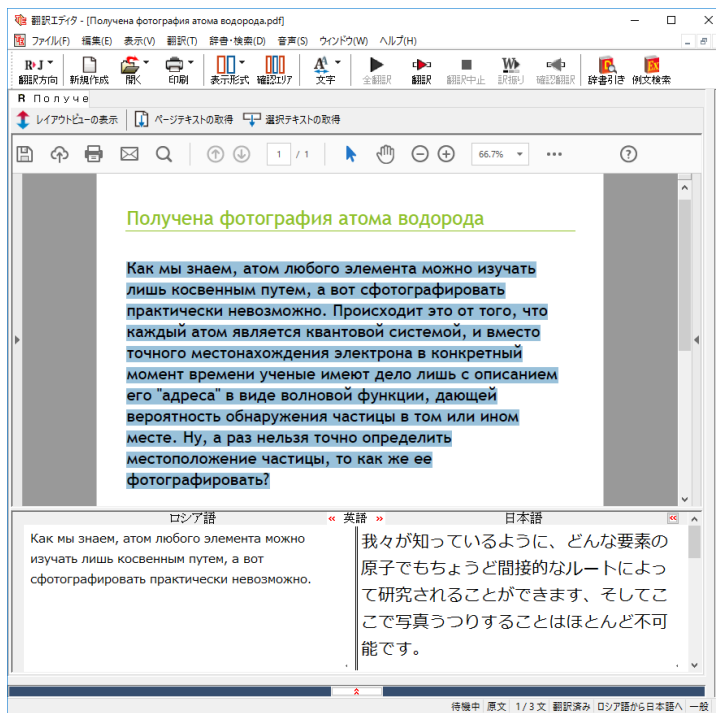 翻訳エディタ - [Получена фотография атома водорода.pdf]
ファイル(F) 編集(E) 表示(V) 翻訳(T) 辞書・検索(D) 音声(S) ウインドウ(W) ヘルプ(H)
R▸J
翻訳方向 新規作成 開く 印刷 表示形式 確認エリア 文字 全翻訳 翻訳 翻訳中止 訳振り 確認翻訳 辞書引き 例文検索
R Получе
レイアウトビューの表示 ページテキストの取得 選択テキストの取得
1 / 1 66.7%
Получена фотография атома водорода
Как мы знаем, атом любого элемента можно изучать
лишь косвенным путем, а вот сфотографировать
практически невозможно. Происходит это от того, что
каждый атом является квантовой системой, и вместо
точного местонахождения электрона в конкретный
момент времени ученые имеют дело лишь с описанием
его "адреса" в виде волновой функции, дающей
вероятность обнаружения частицы в том или ином
месте. Ну, а раз нельзя точно определить
местоположение частицы, то как же ее
фотографировать?
ロシア語 « 英語 » 日本語 «
Как мы знаем, атом любого элемента можно
изучать лишь косвенным путем, а вот
сфотографировать практически невозможно.
我々が知っているように、どんな要素の
原子でもちょうど間接的なルートによっ
て研究されることができます、そしてこ
こで写真うつりすることはほとんど不可
能です。
待機中 原文 1/3文 翻訳済み ロシア語から日本語へ 一般